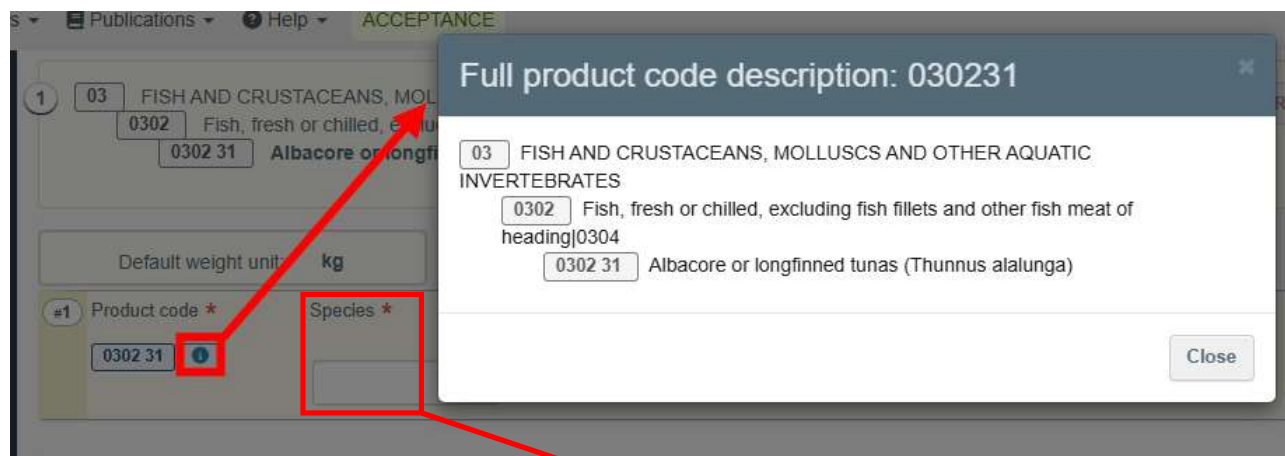 s Publications Help ACCEPTANCE
Full product code description: 030231
1 03 FISH AND CRUSTACEANS, MOL
0302 Fish, fresh or chilled,
0302 31 Albacore or longfi
03 FISH AND CRUSTACEANS, MOLLUSCS AND OTHER AQUATIC
INVERTEBRATES
0302 Fish, fresh or chilled, excluding fish fillets and other fish meat of
heading|0304
0302 31 Albacore or longfinned tunas (Thunnus alalunga)
Default weight unit: kg
#1 Product code * Species *
0302 31
Close